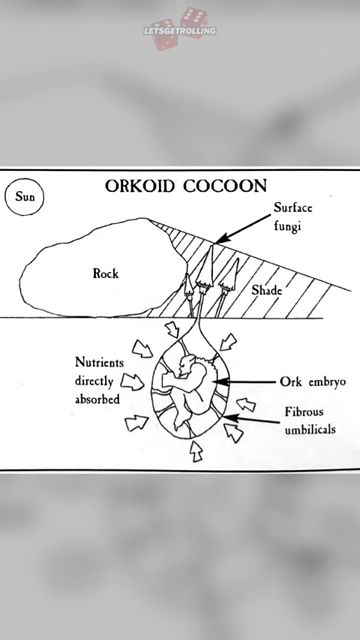 LETSGETROLLING
ORKOID COCOON
Sun
Surface
fungi
Rock
Shade
Nutrients
directly
absorbed
Ork embryo
Fibrous
umbilicals